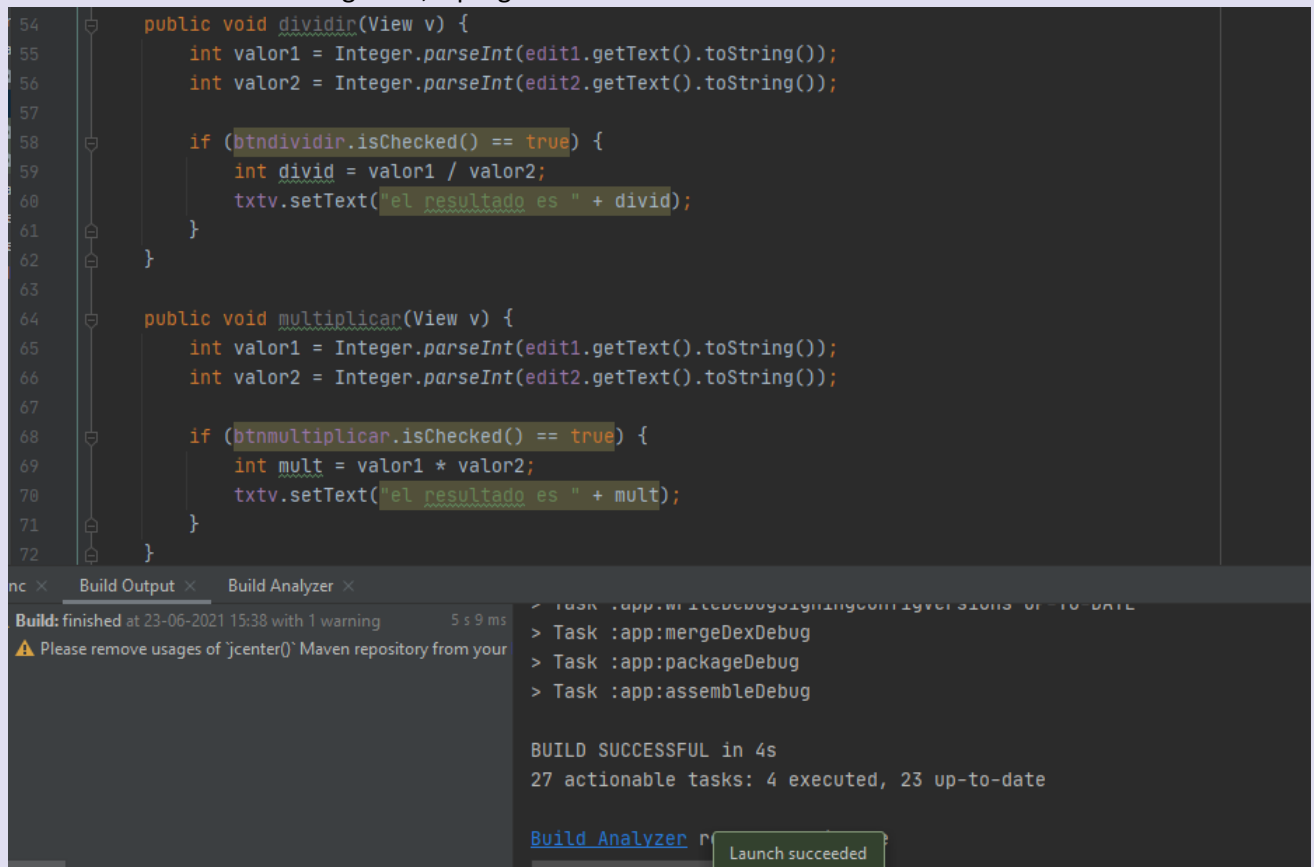 54 public void dividir(View v) {
55 int valor1 = Integer.parseInt(edit1.getText().toString());
56 int valor2 = Integer.parseInt(edit2.getText().toString());
57
58 if (btndividir.isChecked() == true) {
59 int divid = valor1 / valor2;
60 txtv.setText("el resultado es " + divid);
61 }
62 }
63
64 public void multiplicar(View v) {
65 int valor1 = Integer.parseInt(edit1.getText().toString());
66 int valor2 = Integer.parseInt(edit2.getText().toString());
67
68 if (btnmultiplicar.isChecked() == true) {
69 int mult = valor1 * valor2;
70 txtv.setText("el resultado es " + mult);
71 }
72 }
Build Output Build Analyzer
Build: finished at 23-06-2021 15:38 with 1 warning 5 s 9 ms
Please remove usages of `jcenter()` Maven repository from your
> Task :app:mergeDexDebug
> Task :app:packageDebug
> Task :app:assembleDebug
BUILD SUCCESSFUL in 4s
27 actionable tasks: 4 executed, 23 up-to-date
Build Analyzer
Launch succeeded